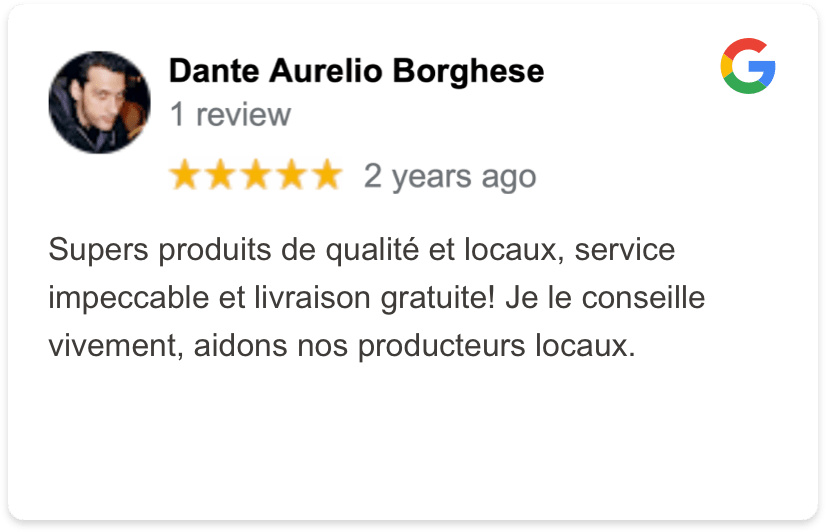 Dante Aurelio Borghese
1 review
2 years ago
Supers produits de qualité et locaux, service
impeccable et livraison gratuite! Je le conseille
vivement, aidons nos producteurs locaux.